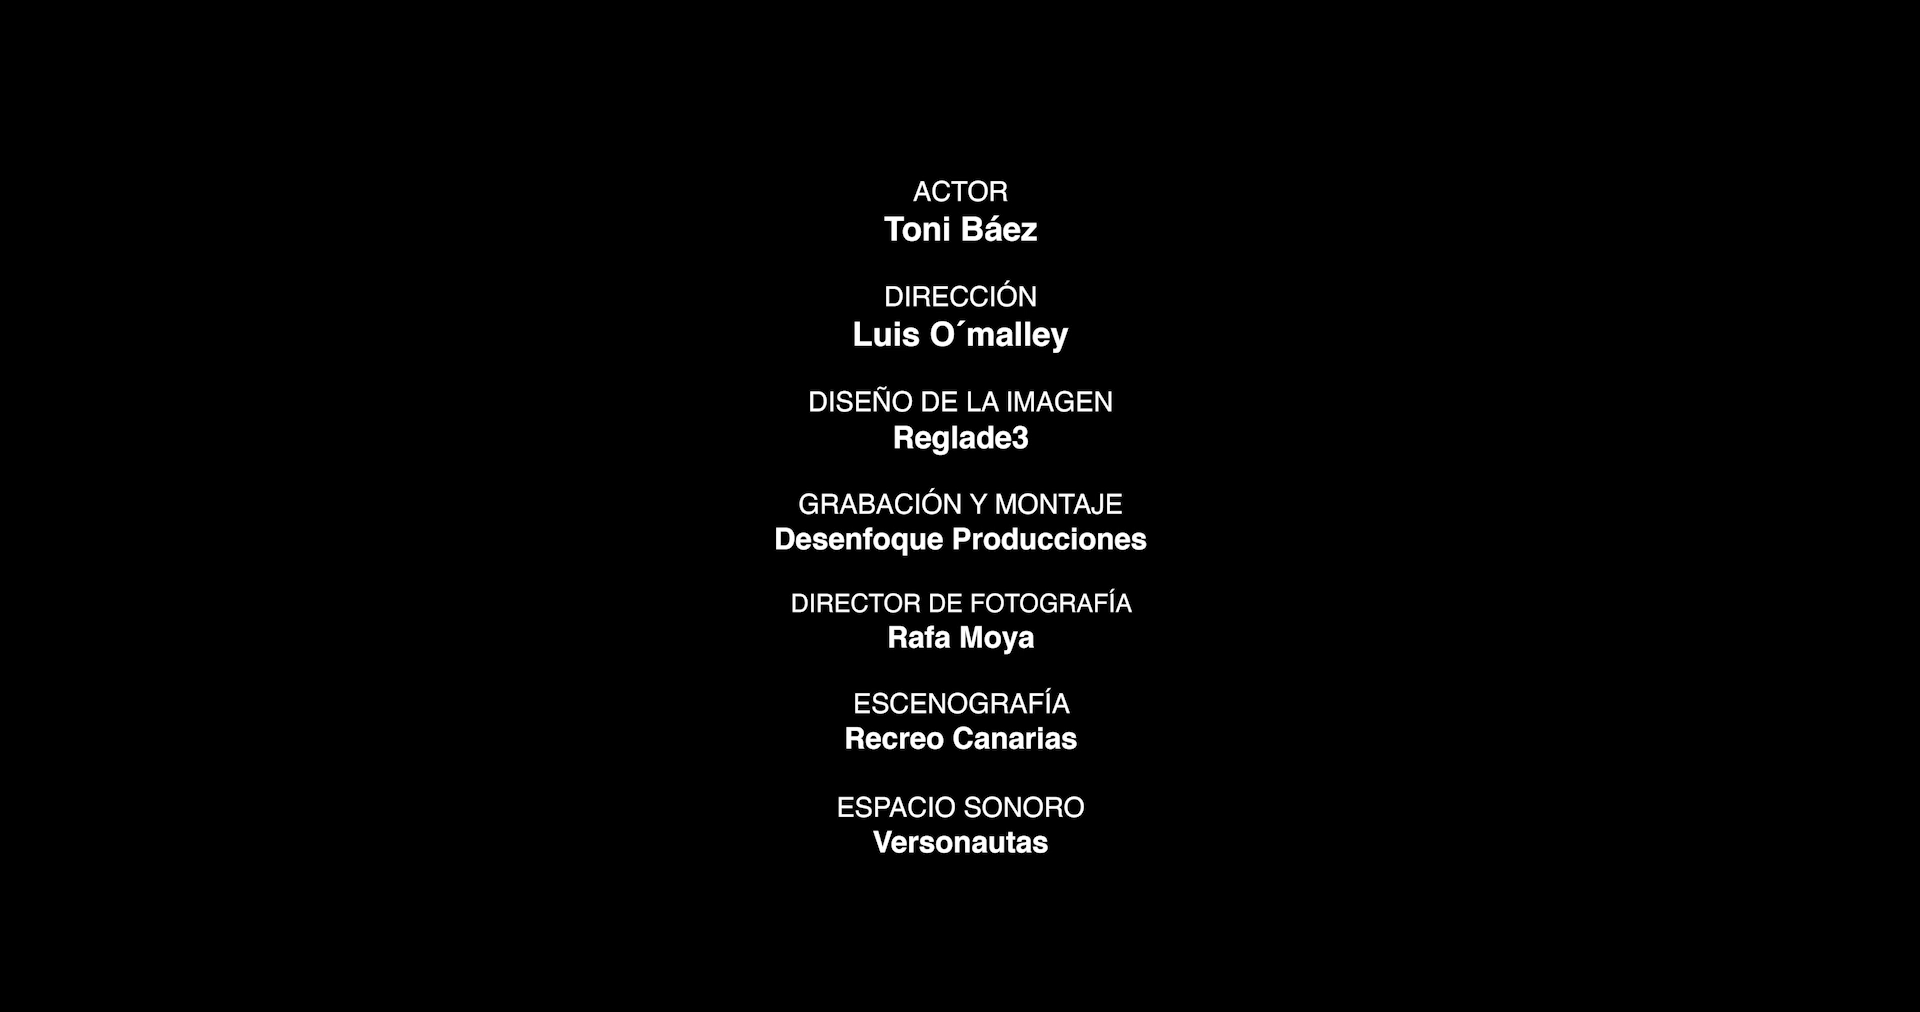 ACTOR
Toni Báez
DIRECCIÓN
Luis O´malley
DISEÑO DE LA IMAGEN
Reglade3
GRABACIÓN Y MONTAJE
Desenfoque Producciones
DIRECTOR DE FOTOGRAFÍA
Rafa Moya
ESCENOGRAFÍA
Recreo Canarias
ESPACIO SONORO
Versonautas